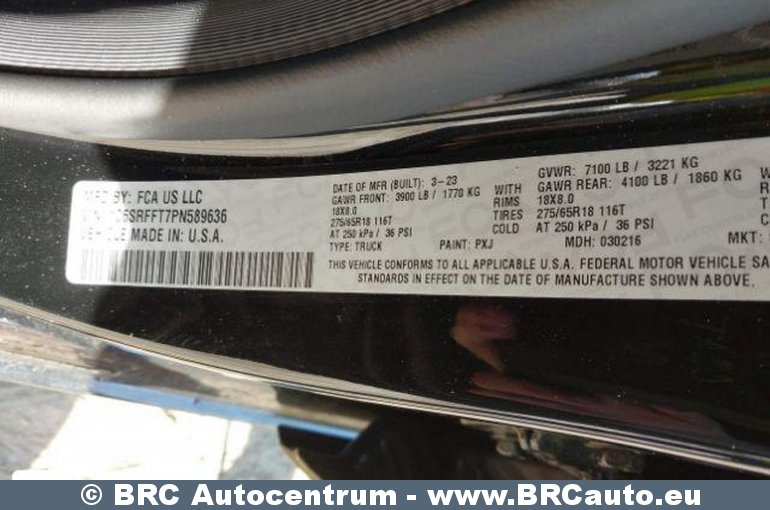 MFD BY: FCA US LLC
1C6SRFFT7PN589636
VEHICLE MADE IN: U.S.A.
DATE OF MFR (BUILT): 3-23
GVWR: 7100 LB / 3221 KG
GAWR FRONT: 3900 LB / 1770 KG WITH GAWR REAR: 4100 LB / 1860 KG
18X8.0 RIMS 18X8.0
275/65R18 116T TIRES 275/65R18 116T
AT 250 kPa / 36 PSI COLD AT 250 kPa / 36 PSI
TYPE: TRUCK PAINT: PXJ MDH: 030216 MKT:
THIS VEHICLE CONFORMS TO ALL APPLICABLE U.S.A. FEDERAL MOTOR VEHICLE SA
STANDARDS IN EFFECT ON THE DATE OF MANUFACTURE SHOWN ABOVE.
© BRC Autocentrum - www.BRCauto.eu